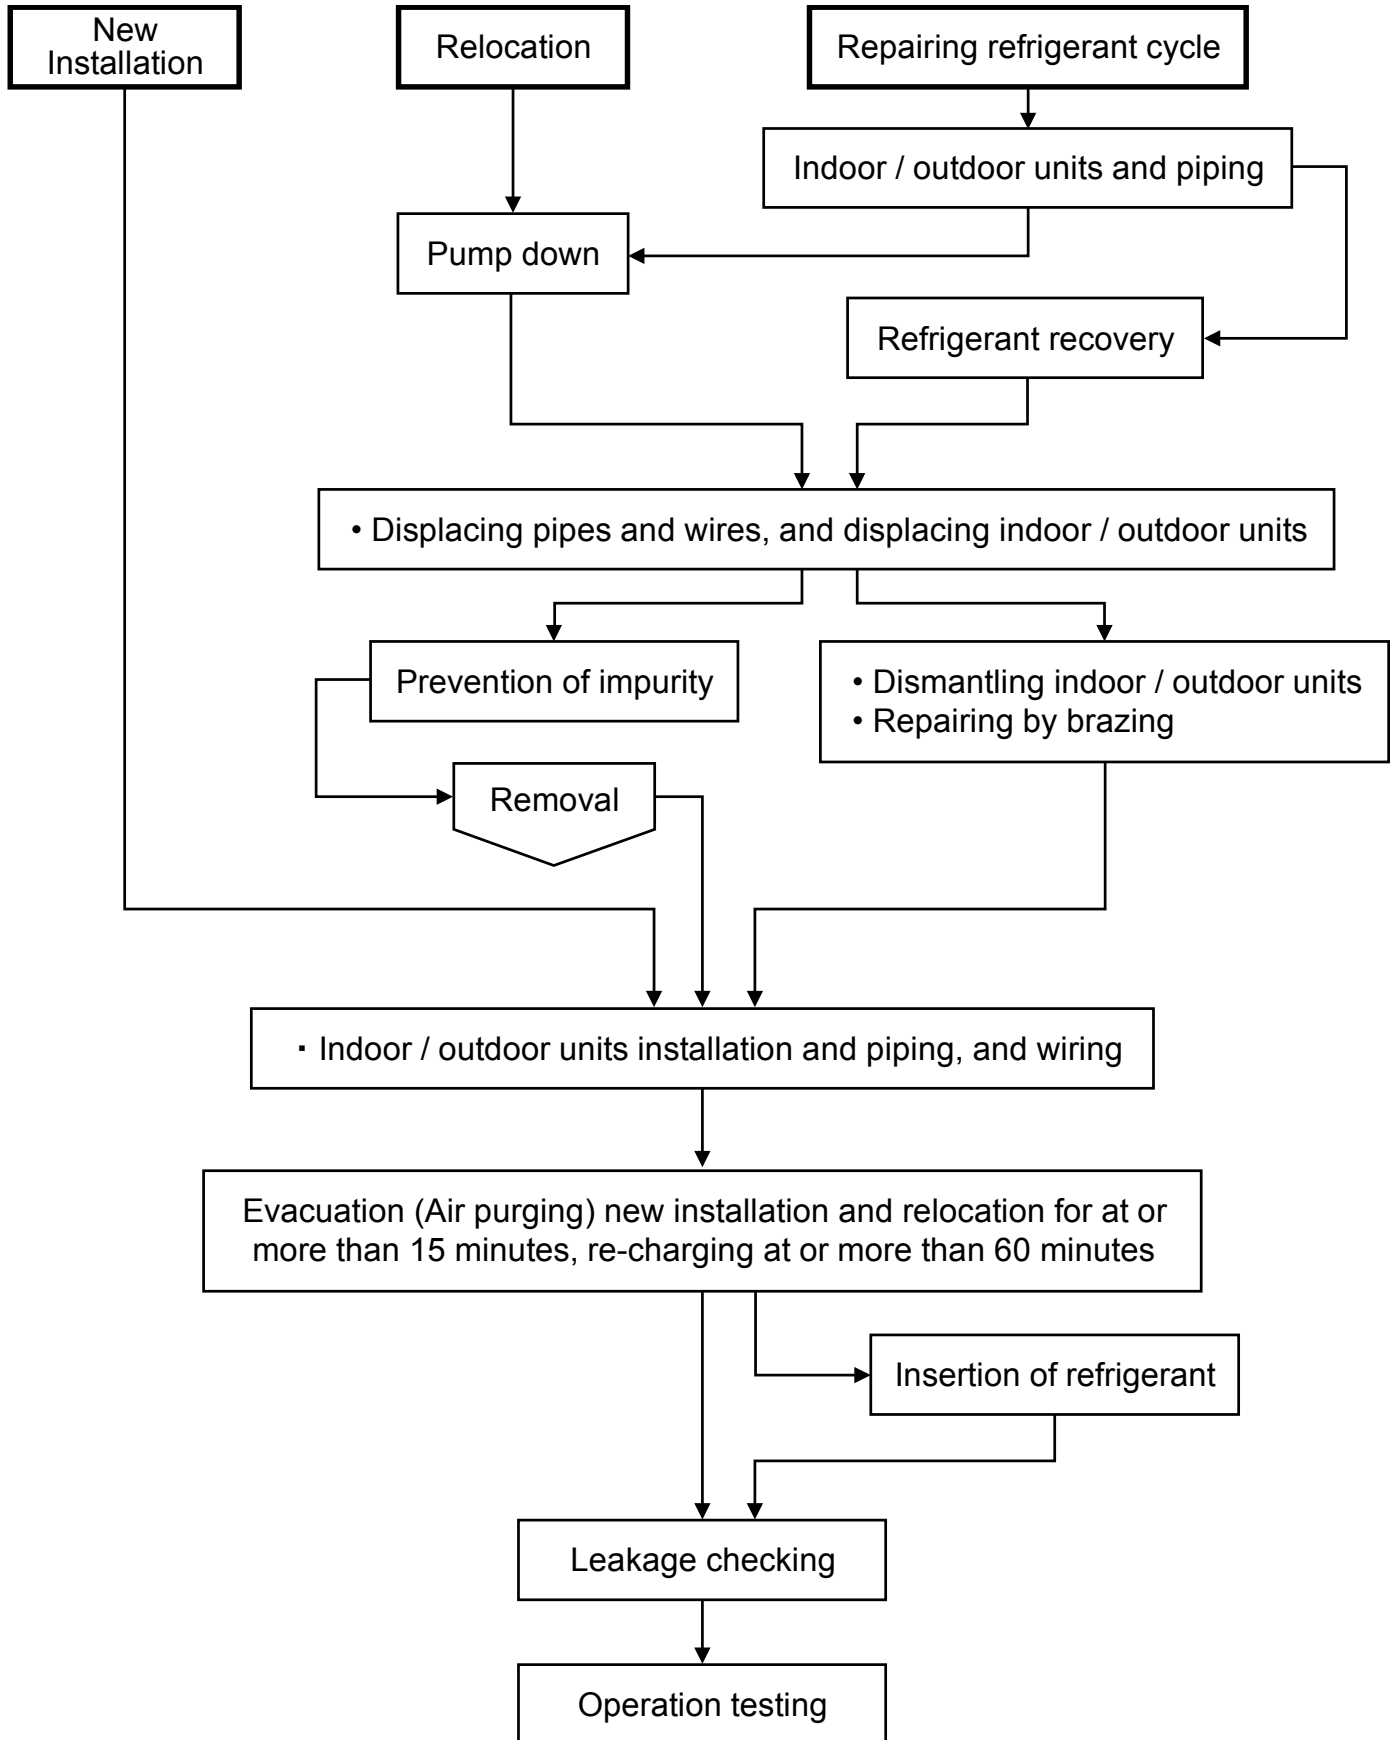 New
Installation
Relocation
Repairing refrigerant cycle
Indoor / outdoor units and piping
Pump down
Refrigerant recovery
• Displacing pipes and wires, and displacing indoor / outdoor units
Prevention of impurity
• Dismantling indoor / outdoor units
• Repairing by brazing
Removal
・Indoor / outdoor units installation and piping, and wiring
Evacuation (Air purging) new installation and relocation for at or
more than 15 minutes, re-charging at or more than 60 minutes
Insertion of refrigerant
Leakage checking
Operation testing